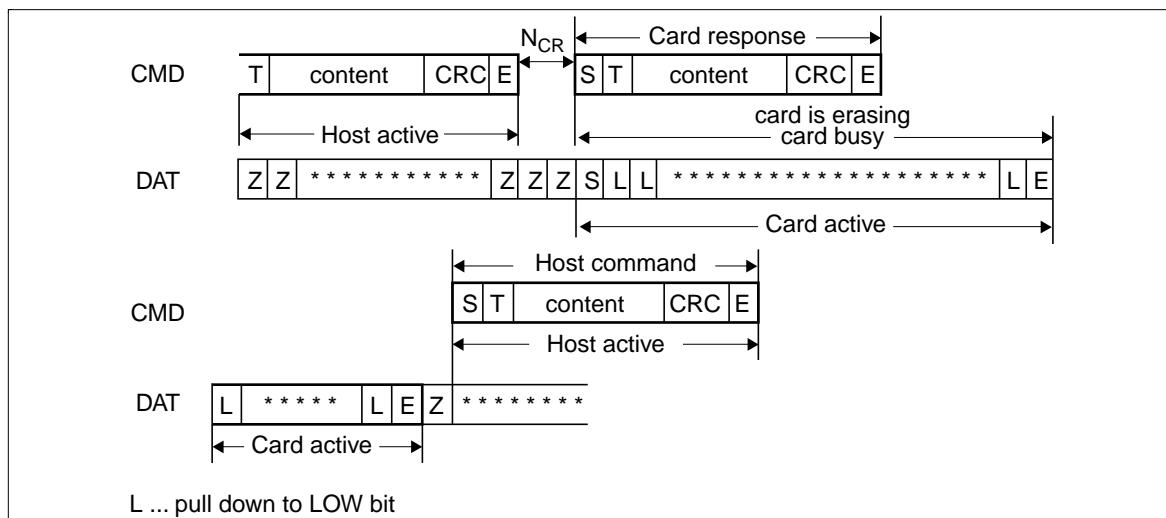 N_CR
Card response
CMD
T content CRC E
S T content CRC E
Host active
card is erasing
card busy
DAT
Z Z * * * * * * * * * * * Z Z Z S L L * * * * * * * * * * * * * * * * * * * * L E
Card active
Host command
CMD
S T content CRC E
Host active
DAT
L * * * * * L E Z * * * * * * * *
Card active
L ... pull down to LOW bit